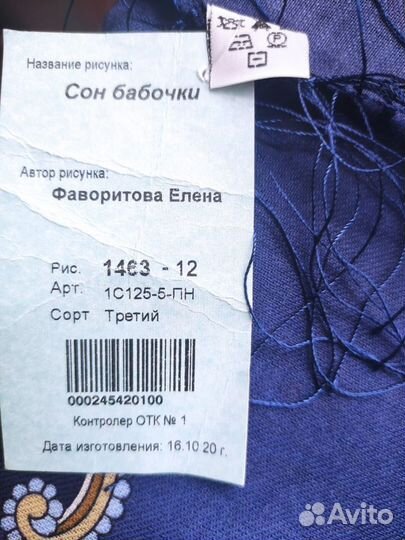 Название рисунка:
Сон бабочки
Автор рисунка:
Фаворитова Елена
Рис. 1463 - 12
Арт. 1С125-5-ПН
Сорт Третий
000245420100
Контролер ОТК № 1
Дата изготовления: 16.10 20 г.
P
Avito